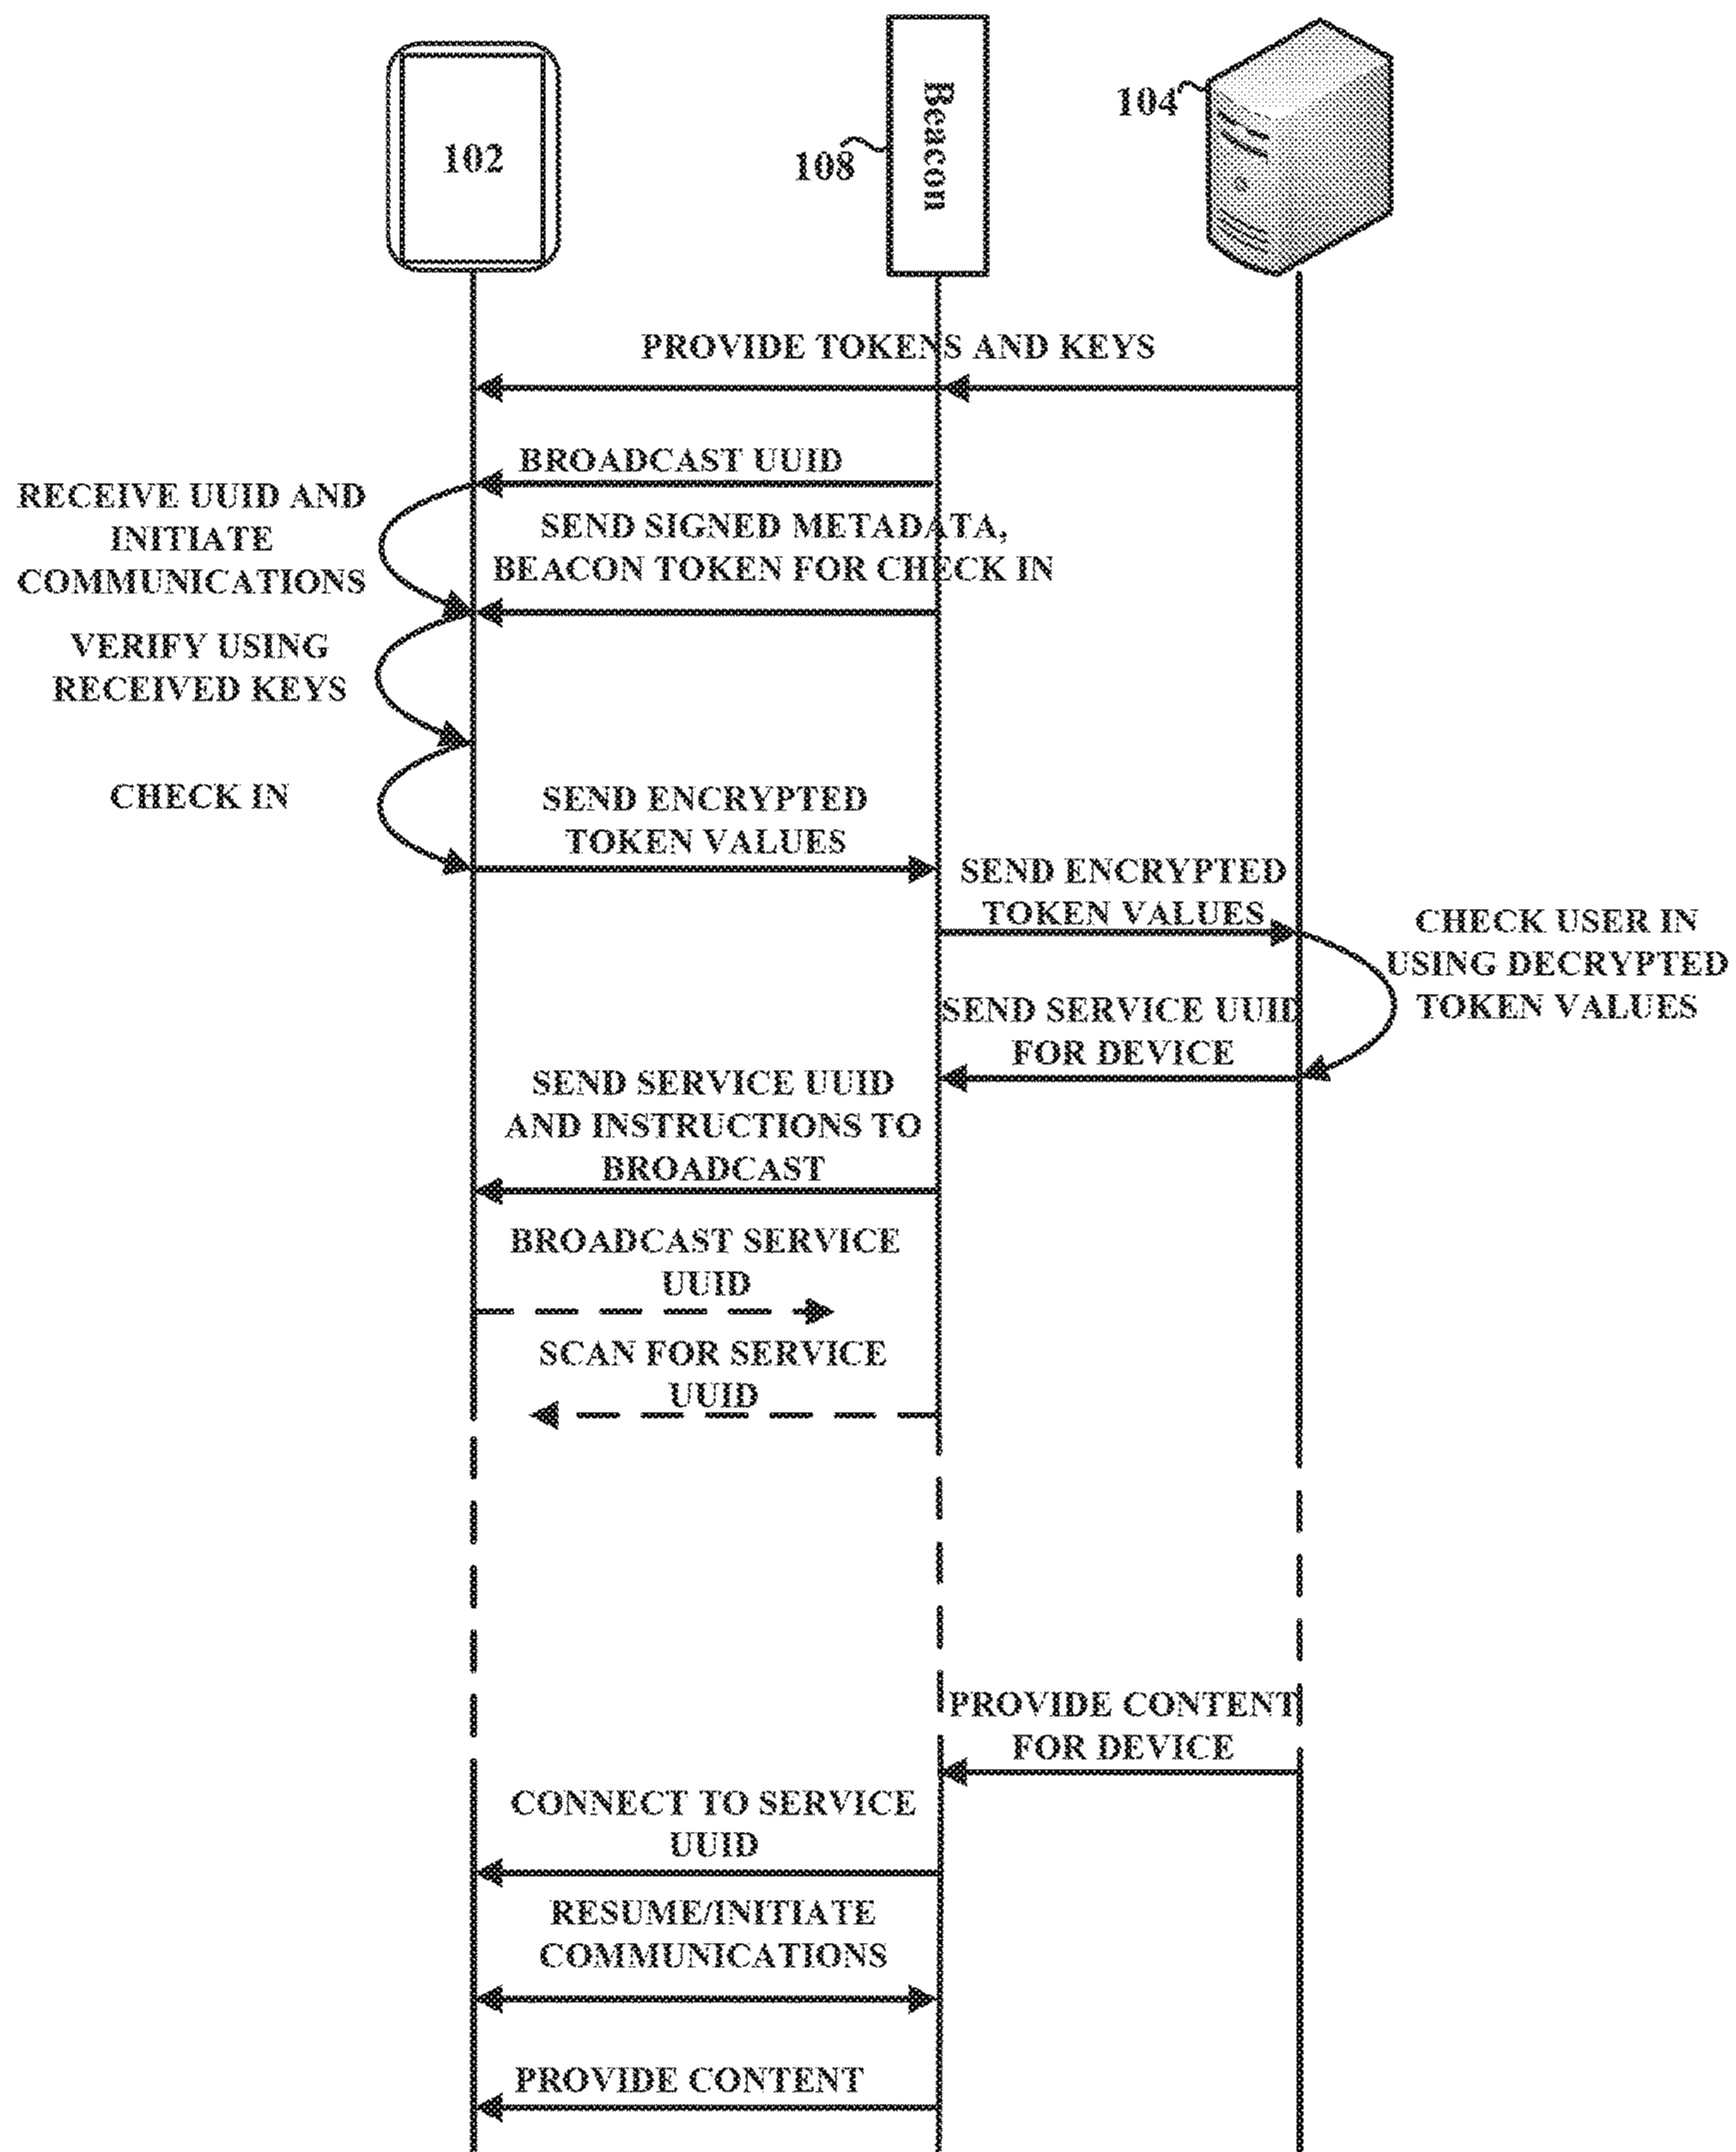 102
108
Beacon
104
PROVIDE TOKENS AND KEYS
BROADCAST UUID
RECEIVE UUID AND
INITIATE
COMMUNICATIONS
SEND SIGNED METADATA,
BEACON TOKEN FOR CHECK IN
VERIFY USING
RECEIVED KEYS
CHECK IN
SEND ENCRYPTED
TOKEN VALUES
SEND ENCRYPTED
TOKEN VALUES
CHECK USER IN
USING DECRYPTED
TOKEN VALUES
SEND SERVICE UUID
FOR DEVICE
SEND SERVICE UUID
AND INSTRUCTIONS TO
BROADCAST
BROADCAST SERVICE
UUID
SCAN FOR SERVICE
UUID
PROVIDE CONTENT
FOR DEVICE
CONNECT TO SERVICE
UUID
RESUME/INITIATE
COMMUNICATIONS
PROVIDE CONTENT